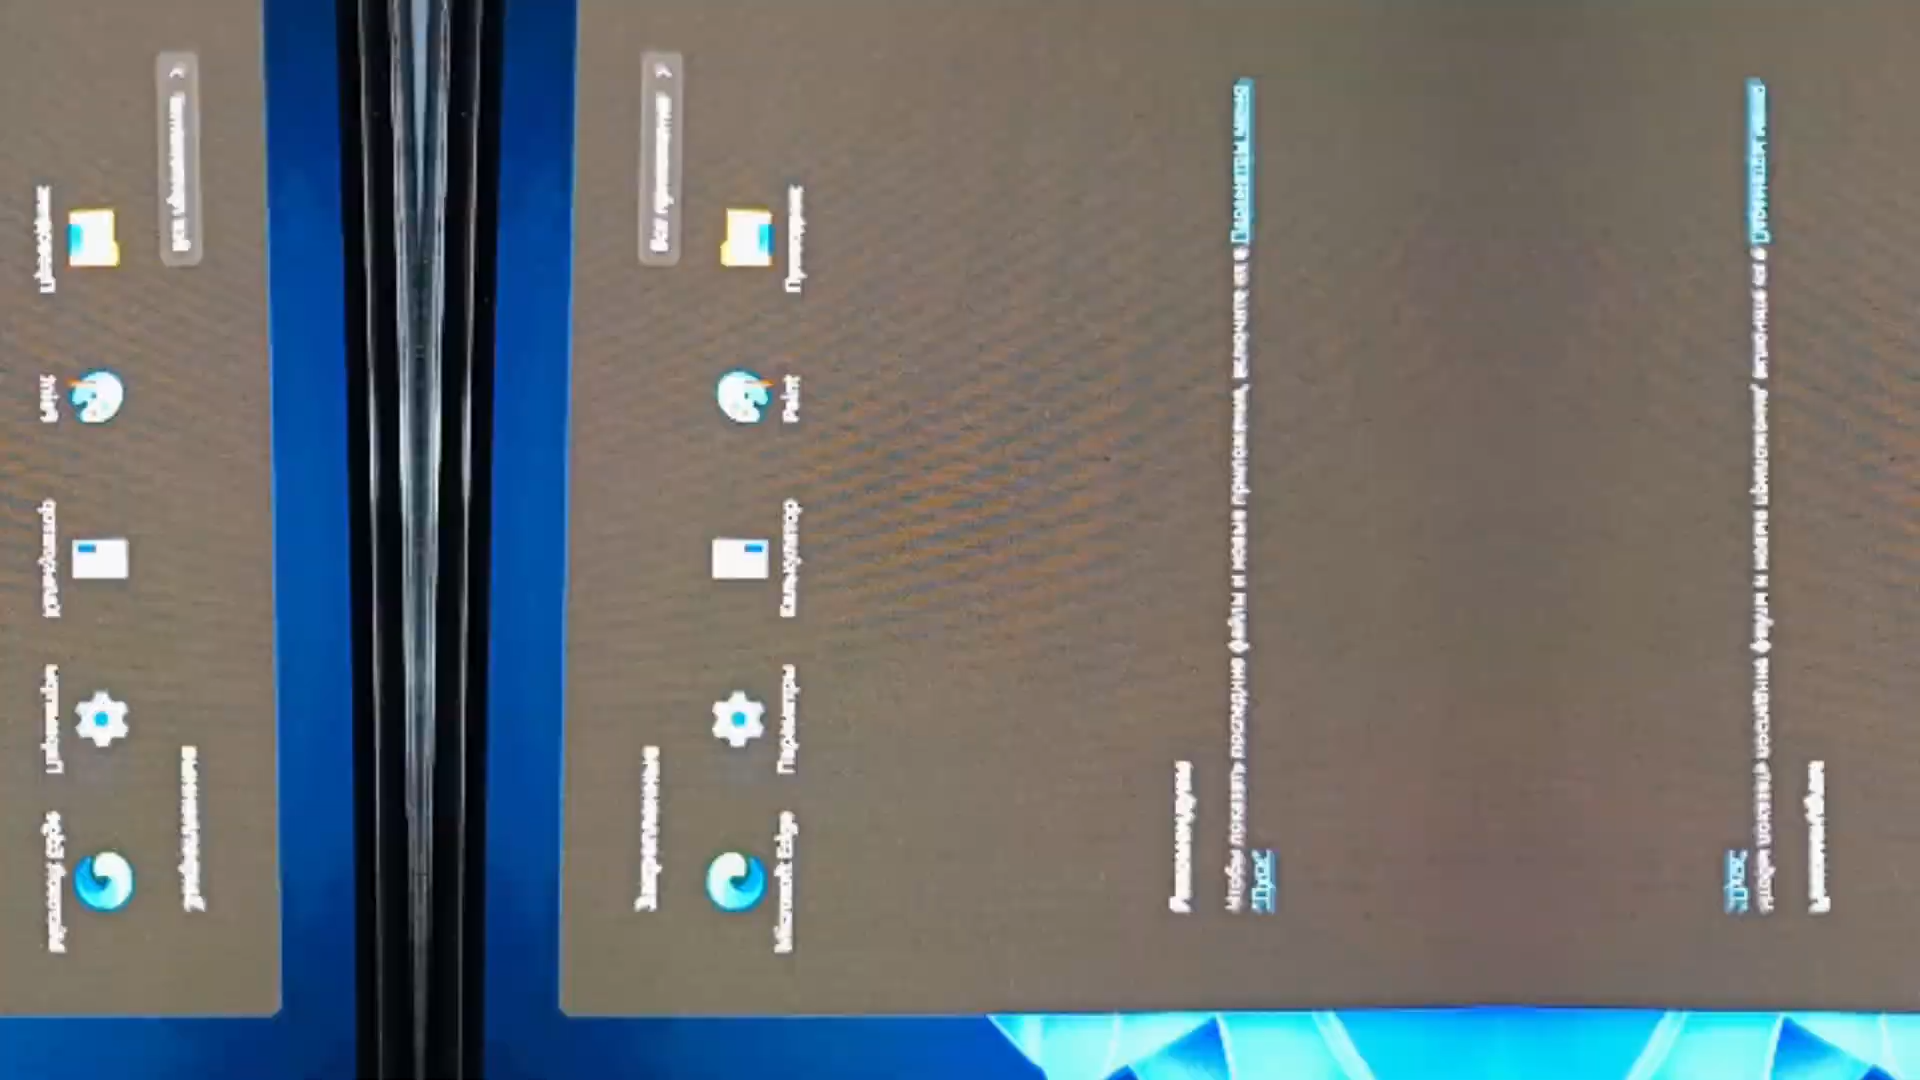 Закрепленные
Все приложения >
Microsoft Edge
Параметры
Калькулятор
Paint
Проводник
Рекомендуем
Чтобы показать последние файлы и новые приложения, включите их в Параметры меню
"Пуск"